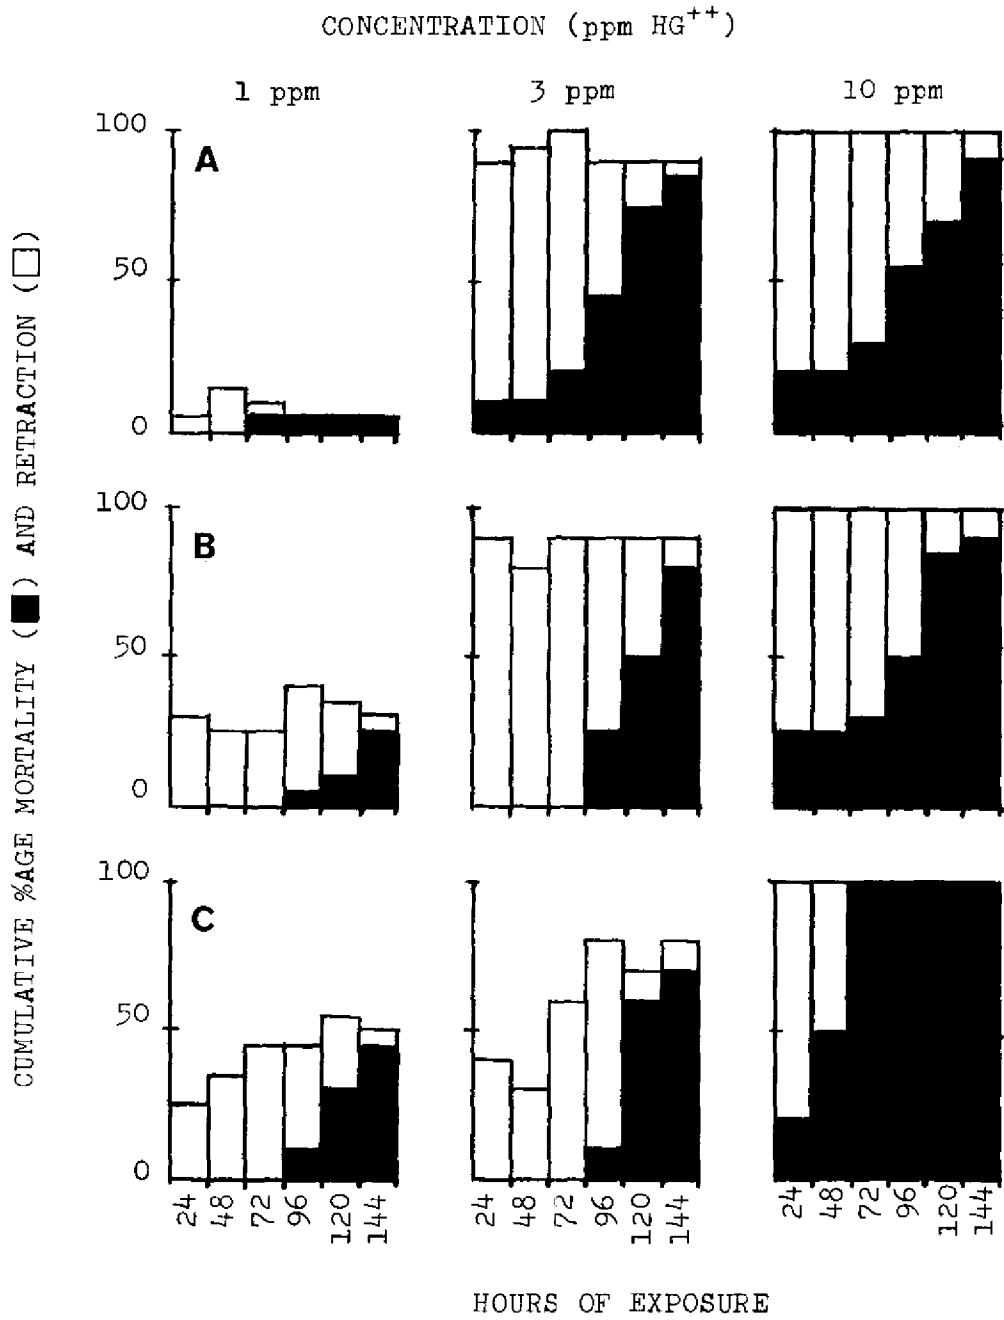 CONCENTRATION (ppm HG++)
1 ppm
3 ppm
10 ppm
CUMULATIVE %AGE MORTALITY (■) AND RETRACTION (□)
100
50
0
A
100
50
0
B
100
50
0
C
24 48 72 96 120 144
24 48 72 96 120 144
24 48 72 96 120 144
HOURS OF EXPOSURE